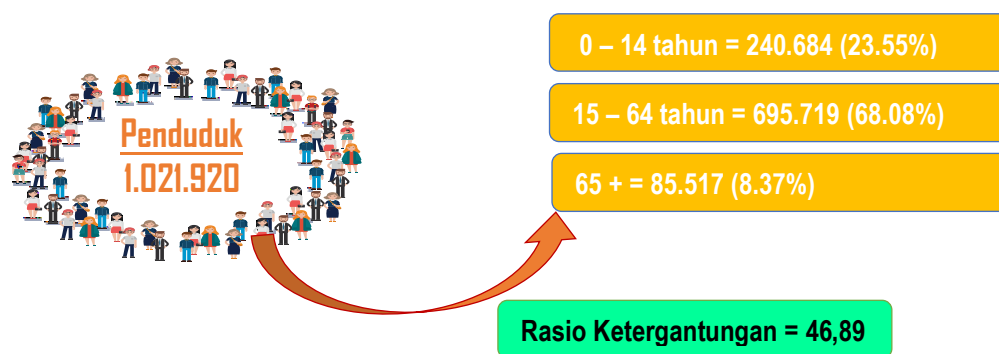 Penduduk
1.021.920
0 – 14 tahun = 240.684 (23.55%)
15 – 64 tahun = 695.719 (68.08%)
65 + = 85.517 (8.37%)
Rasio Ketergantungan = 46,89